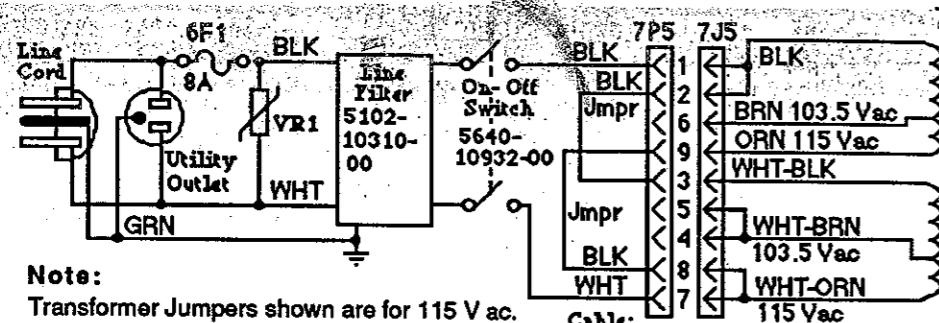 Line
Cord
6F1
8A
BLK
VR1
Utility
Outlet
WHT
GRN
Line
Filter
5102-
10310-
00
On-Off
Switch
5640-
10932-00
BLK
BLK
Jmpr
Jmpr
BLK
WHT
7P5
7J5
1
2
6
9
3
5
4
8
7
BLK
BRN 103.5 Vac
ORN 115 Vac
WHT-BLK
WHT-BRN
103.5 Vac
WHT-ORN
115 Vac
Note:
Transformer Jumpers shown are for 115 V ac.
Cable: